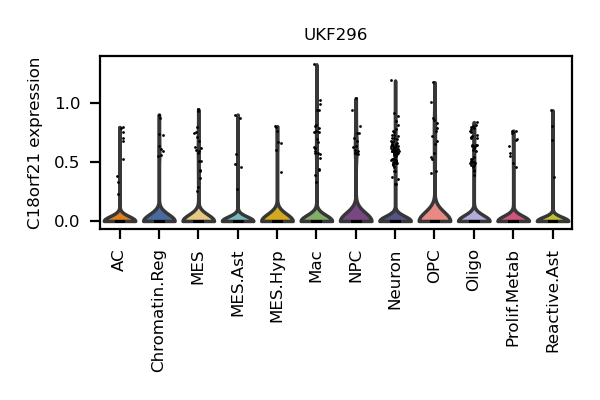 UKF296
C18orf21 expression
1.0
0.5
0.0
AC
Chromatin.Reg
MES
MES.Ast
MES.Hyp
Mac
NPC
Neuron
OPC
Oligo
Prolif.Metab
Reactive.Ast